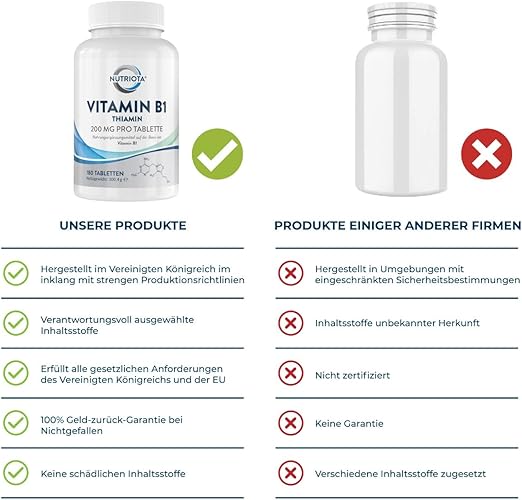 NUTRIOTA
VITAMIN B1
THIAMIN
200 MG PRO TABLETTE
Nahrungsergänzungsmittel auf der Basis von
Vitamin B1
180 TABLETTEN
UNSERE PRODUKTE
Hergestellt im Vereinigten Königreich im
inklang mit strengen Produktionsrichtlinien
Verantwortungsvoll ausgewählte
Inhaltsstoffe
Erfüllt alle gesetzlichen Anforderungen
des Vereinigten Königreichs und der EU
100% Geld-zurück-Garantie bei
Nichtgefallen
Keine schädlichen Inhaltsstoffe
PRODUKTE EINIGER ANDERER FIRMEN
Hergestellt in Umgebungen mit
eingeschränkten Sicherheitsbestimmungen
Inhaltsstoffe unbekannter Herkunft
Nicht zertifiziert
Keine Garantie
Verschiedene Inhaltsstoffe zugesetzt